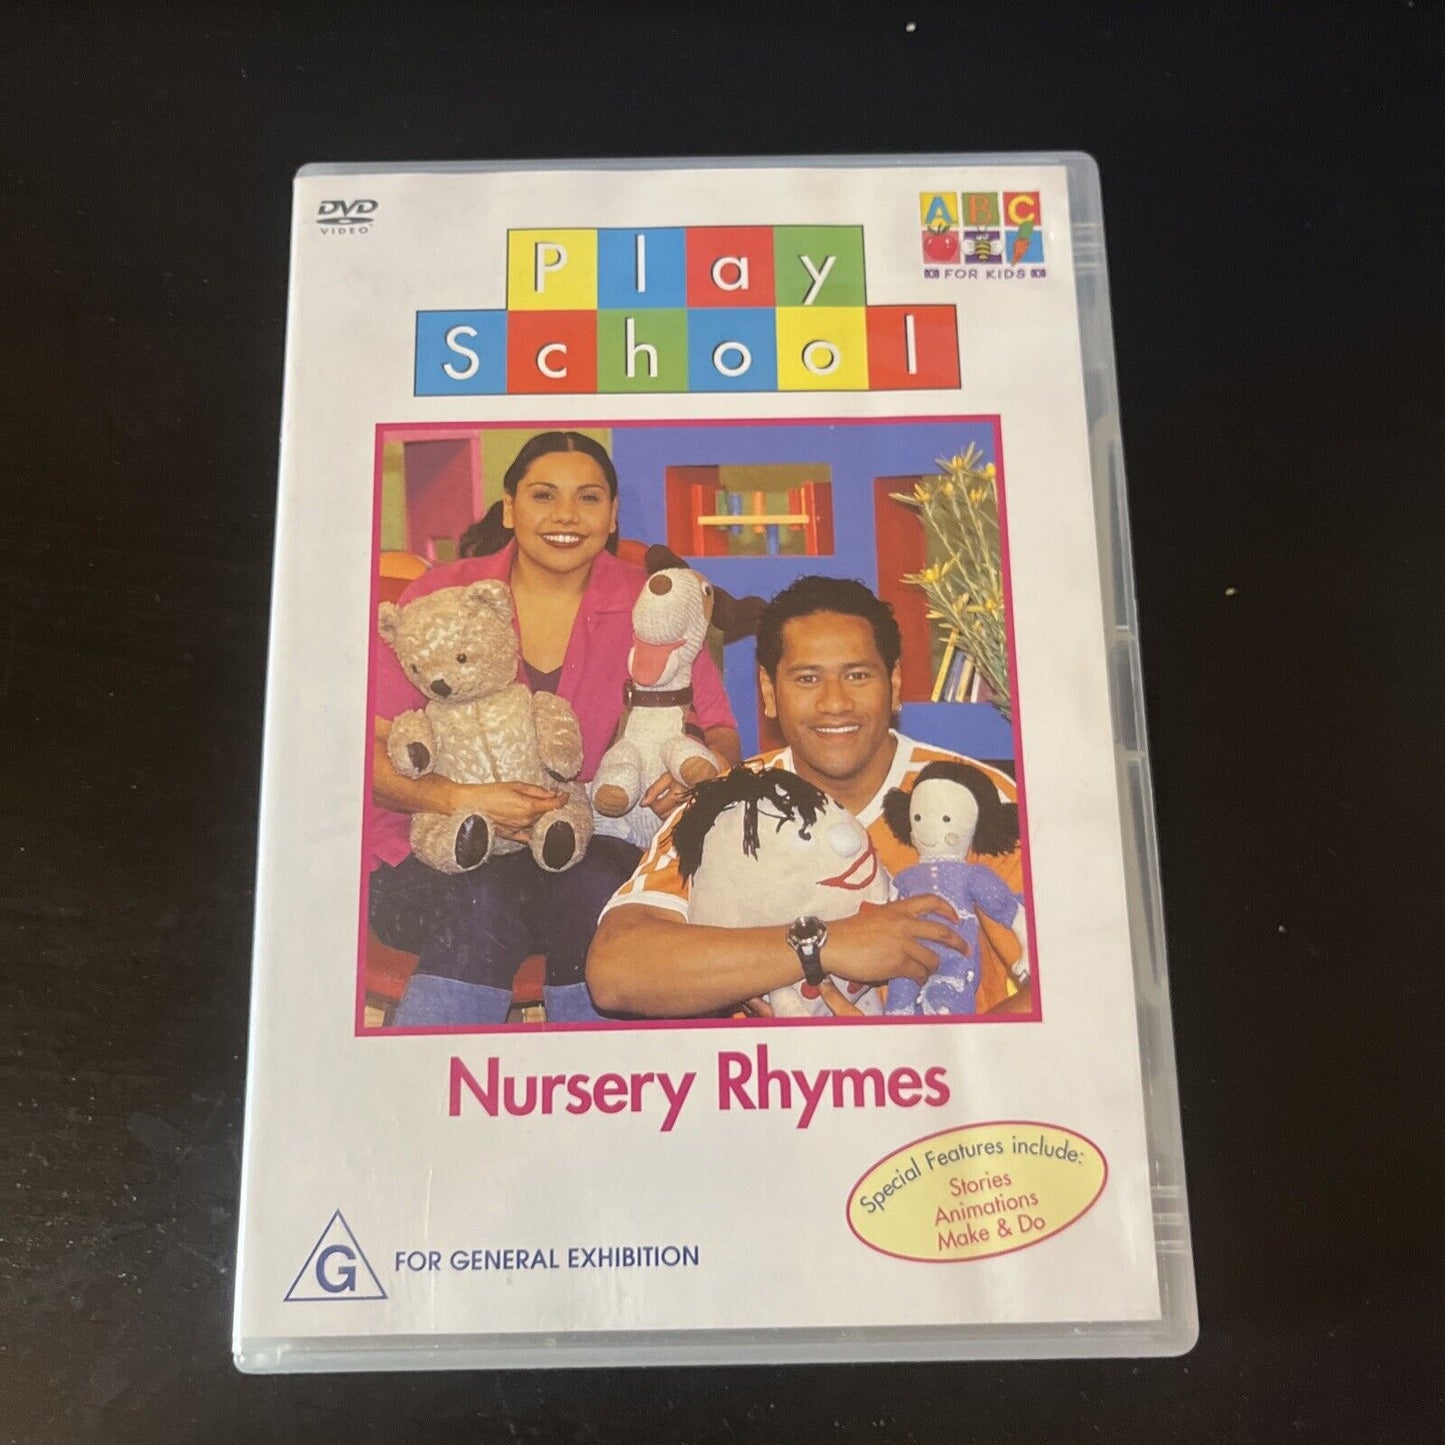 DVD
VIDEO
ABC
FOR KIDS
Play
School
Nursery Rhymes
Special Features include:
Stories
Animations
Make & Do
G
FOR GENERAL EXHIBITION